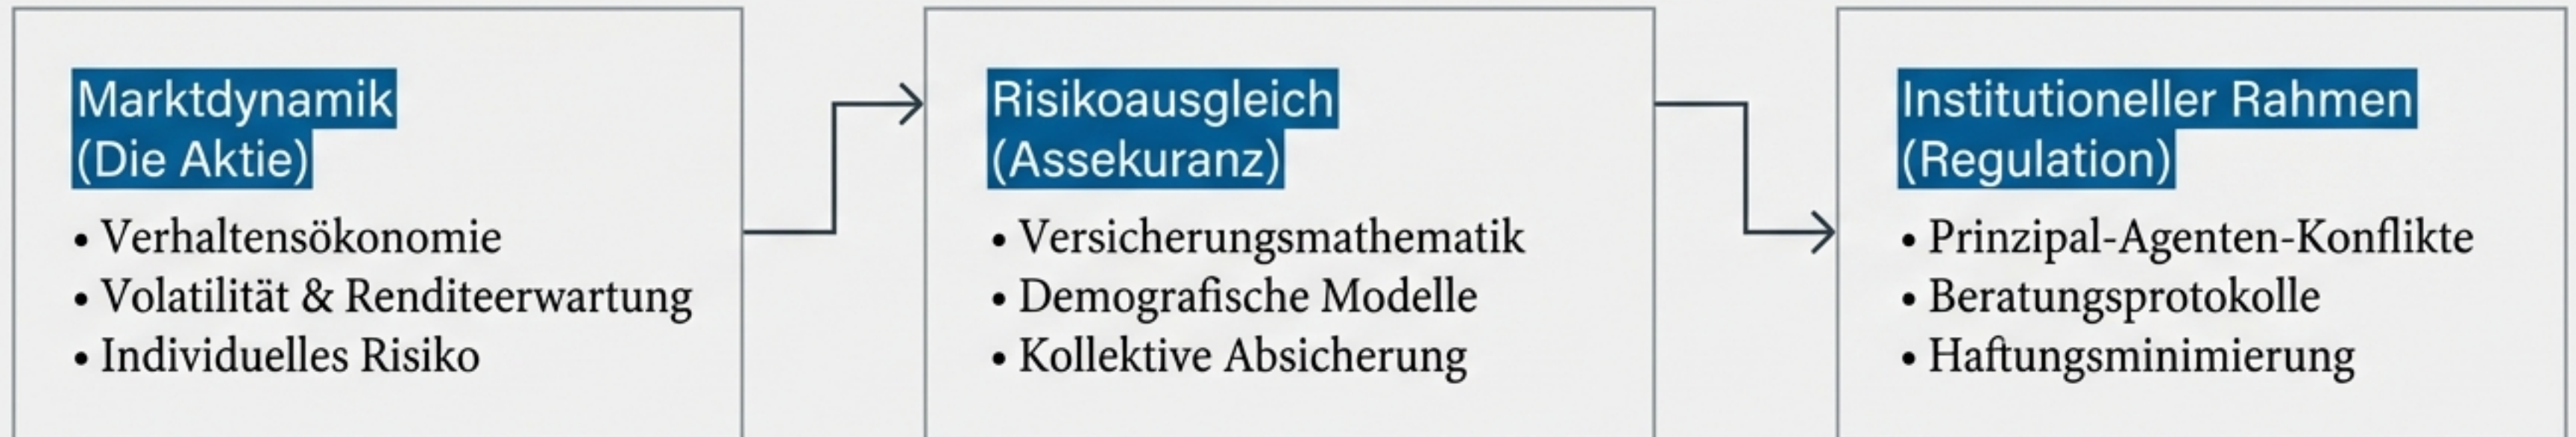 Marktdynamik
(Die Aktie)
• Verhaltensökonomie
• Volatilität & Renditeerwartung
• Individuelles Risiko
Risikoausgleich
(Assekuranz)
• Versicherungsmathematik
• Demografische Modelle
• Kollektive Absicherung
Institutioneller Rahmen
(Regulation)
• Prinzipal-Agenten-Konflikte
• Beratungsprotokolle
• Haftungsminimierung